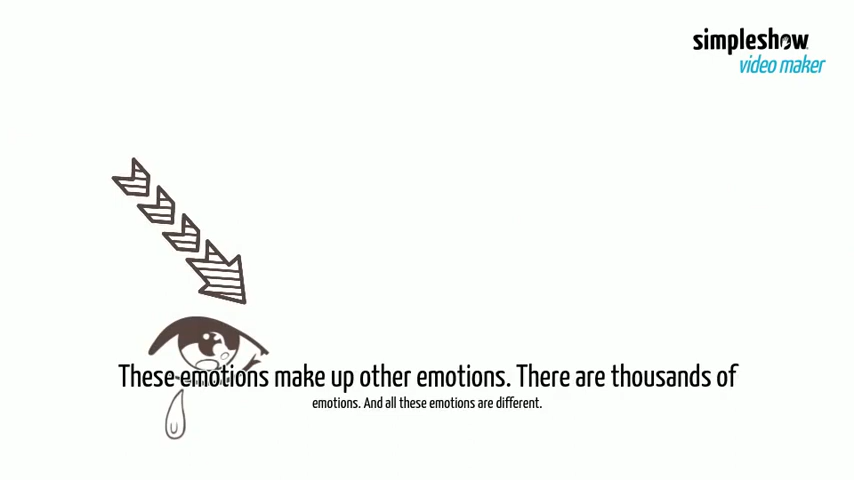 simpleshow
video maker
These emotions make up other emotions. There are thousands of
emotions. And all these emotions are different.